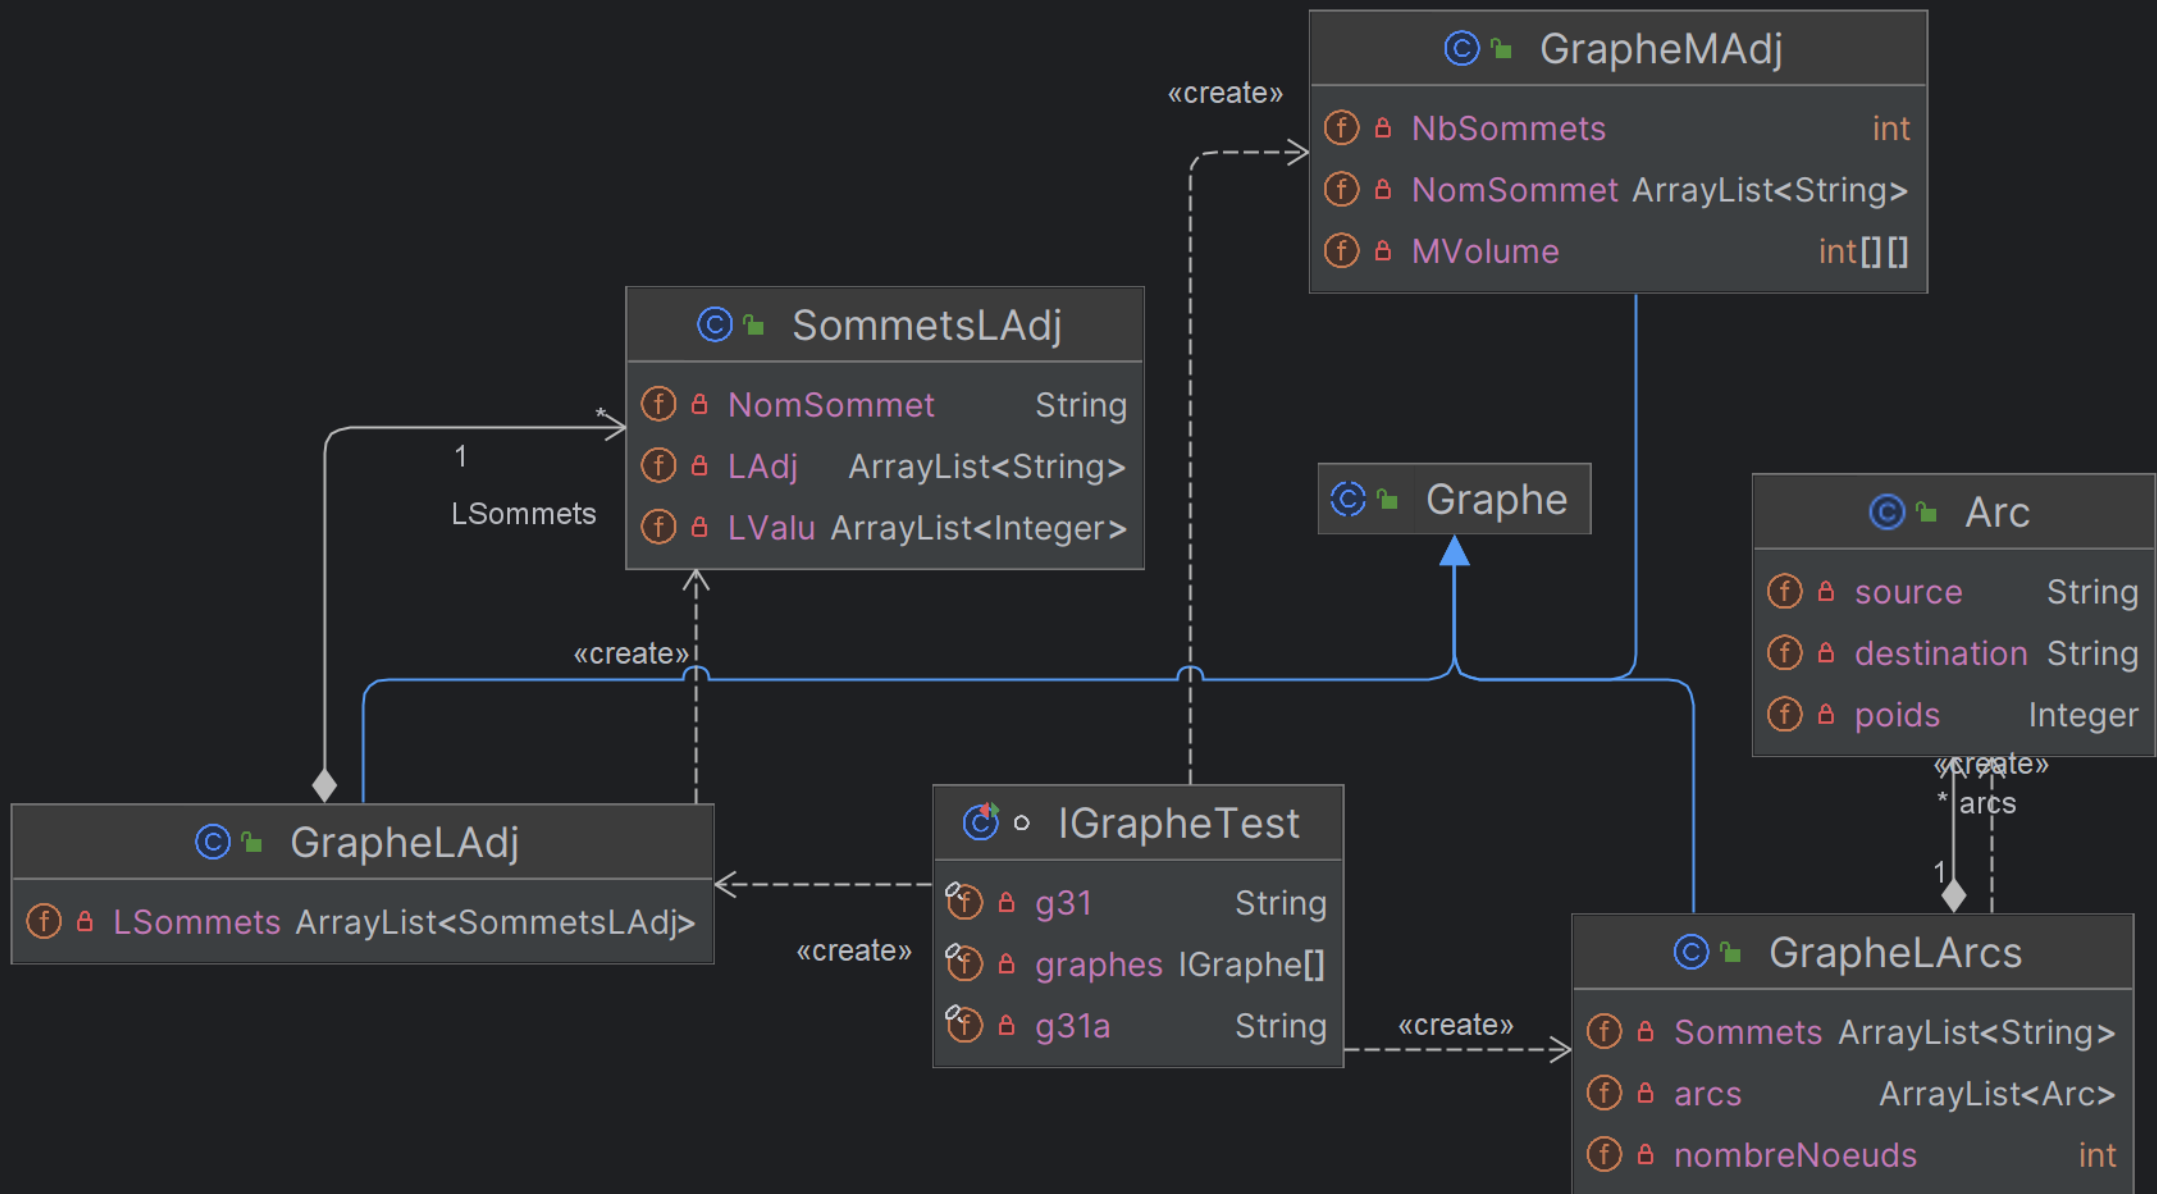 GrapheMAdj
«create»
NbSommets int
NomSommet ArrayList<String>
MVolume int[][]
SommetsLAdj
NomSommet String
LAdj ArrayList<String>
LValu ArrayList<Integer>
*
1
LSommets
Graphe
Arc
source String
destination String
poids Integer
«create»
«create»
* arcs
1
GrapheLAdj
LSommets ArrayList<SommetsLAdj>
IGrapheTest
g31 String
graphes IGraphe[]
g31a String
«create»
«create»
GrapheLArcs
Sommets ArrayList<String>
arcs ArrayList<Arc>
nombreNoeuds int